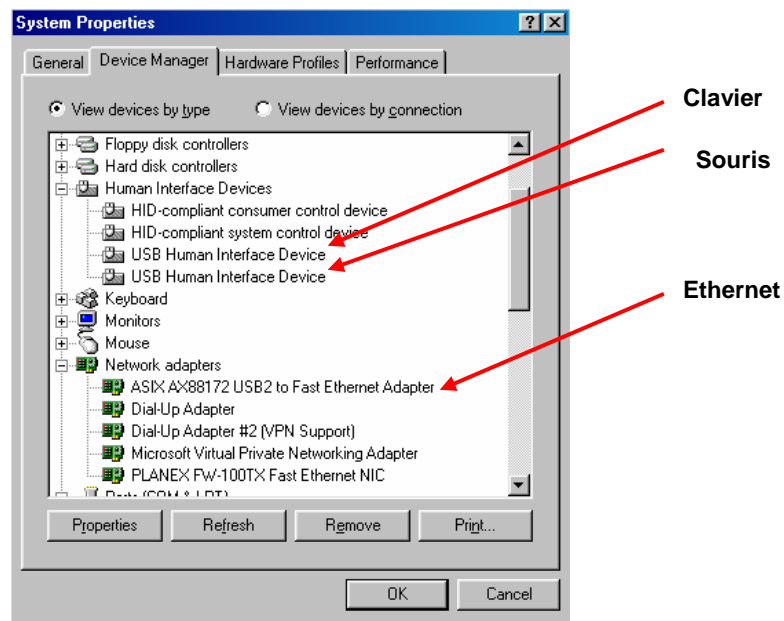 System Properties
General Device Manager Hardware Profiles Performance
View devices by type View devices by connection
Floppy disk controllers
Hard disk controllers
Human Interface Devices
HID-compliant consumer control device
HID-compliant system control device
USB Human Interface Device
USB Human Interface Device
Keyboard
Monitors
Mouse
Network adapters
ASIX AX88172 USB2 to Fast Ethernet Adapter
Dial-Up Adapter
Dial-Up Adapter #2 (VPN Support)
Microsoft Virtual Private Networking Adapter
PLANEX FW-100TX Fast Ethernet NIC
Ports (COM & LPT)
Properties Refresh Remove Print...
OK Cancel
Clavier
Souris
Ethernet